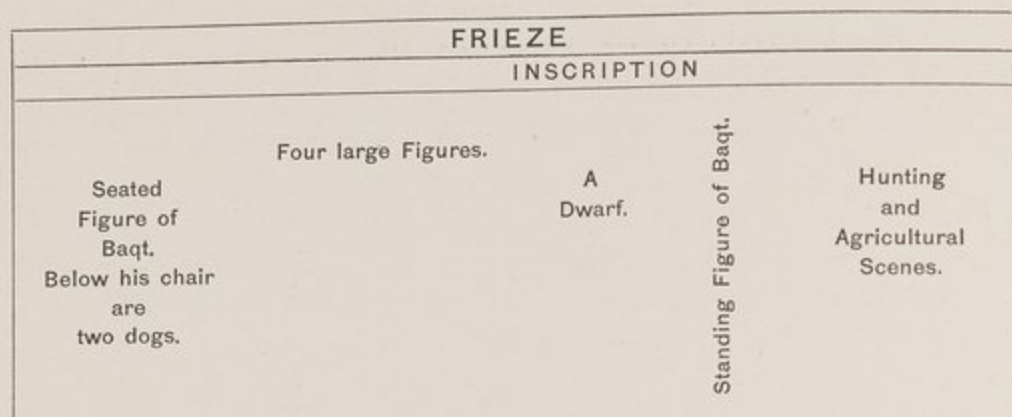 FRIEZE
INSCRIPTION
Seated
Figure of
Baqt.
Below his chair
are
two dogs.
Four large Figures.
A
Dwarf.
Standing Figure of Baqt.
Hunting
and
Agricultural
Scenes.